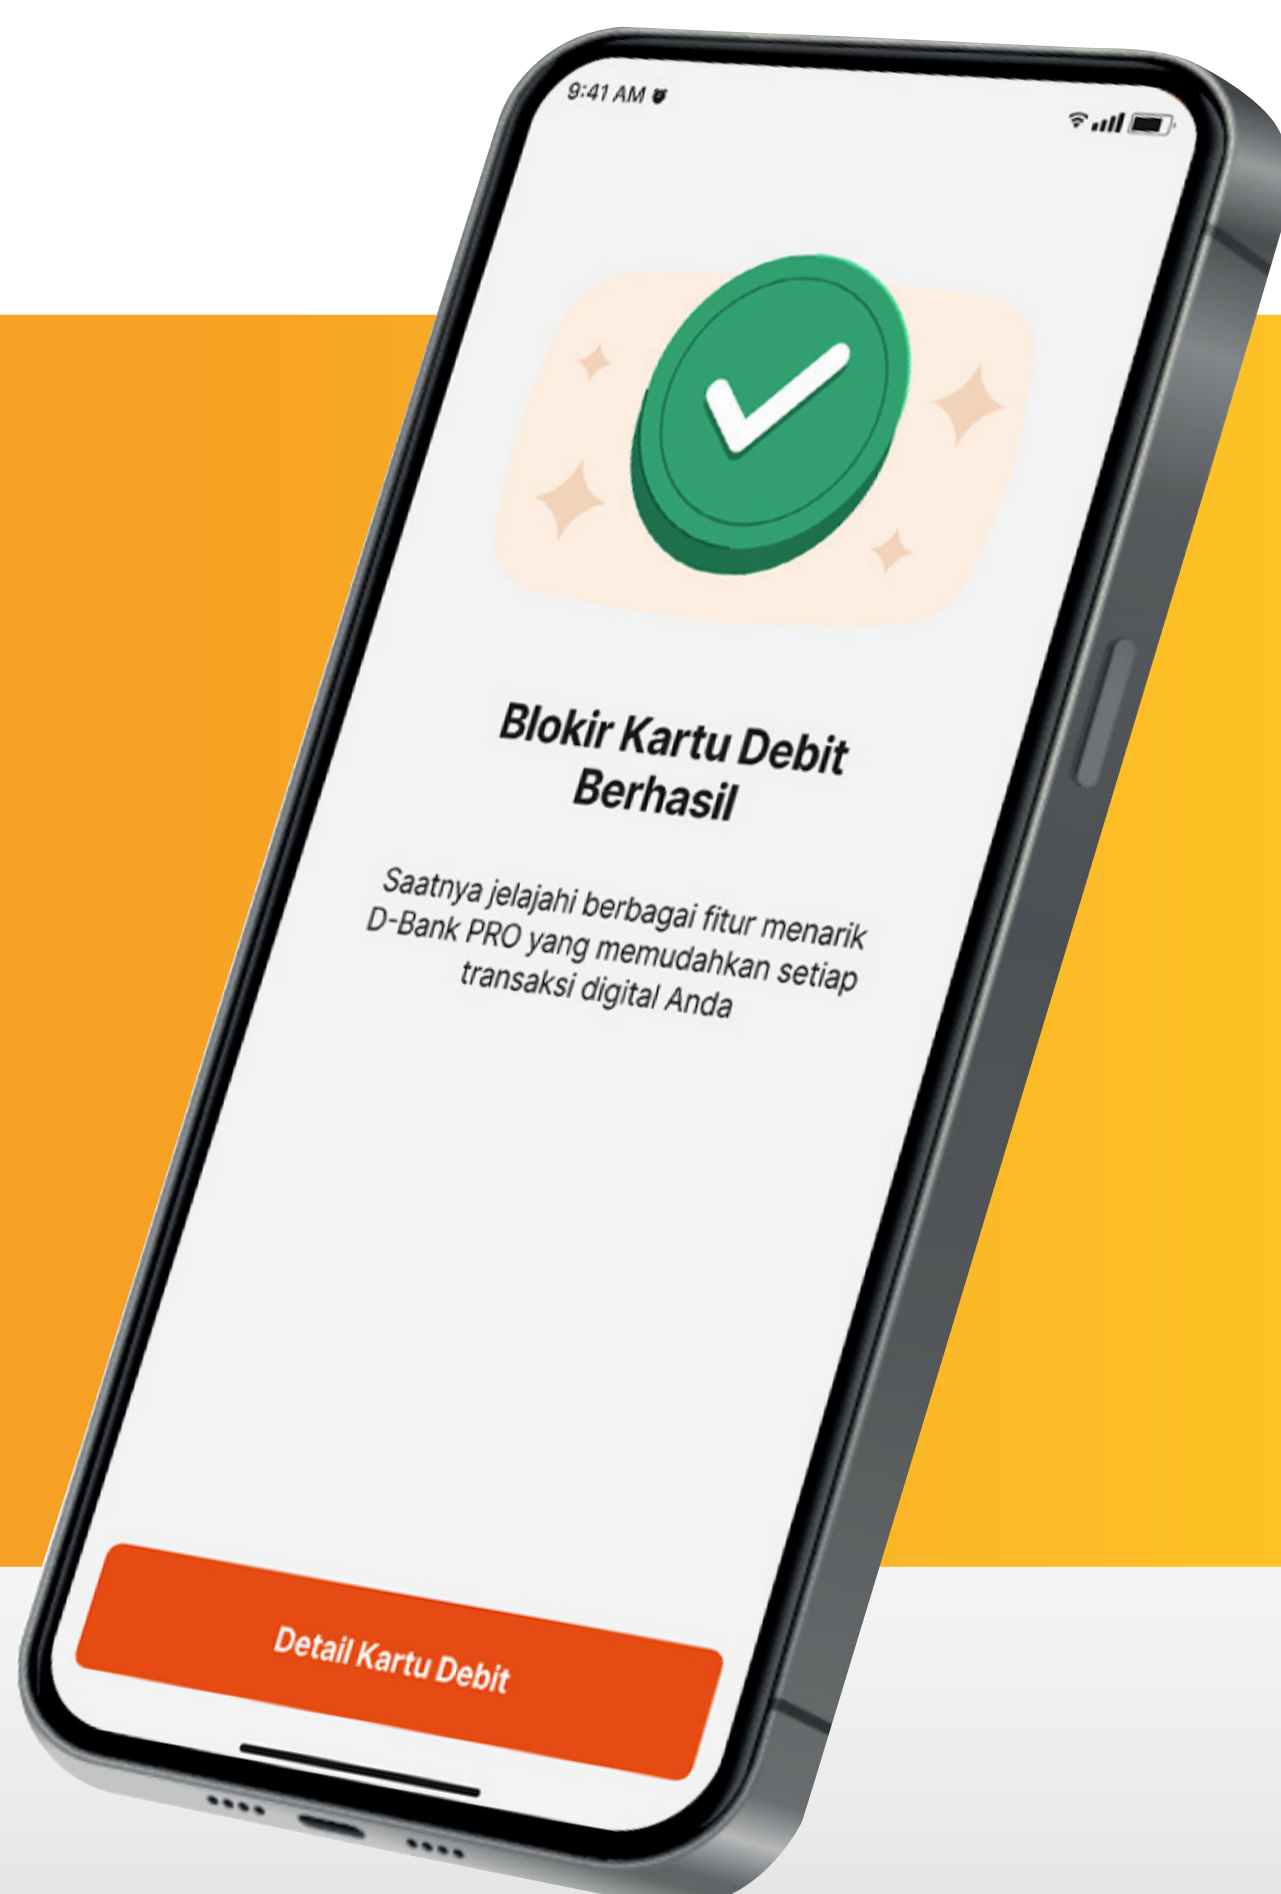 9:41 AM
Blokir Kartu Debit
Berhasil
Saatnya jelajahi berbagai fitur menarik
D-Bank PRO yang memudahkan setiap
transaksi digital Anda
Detail Kartu Debit